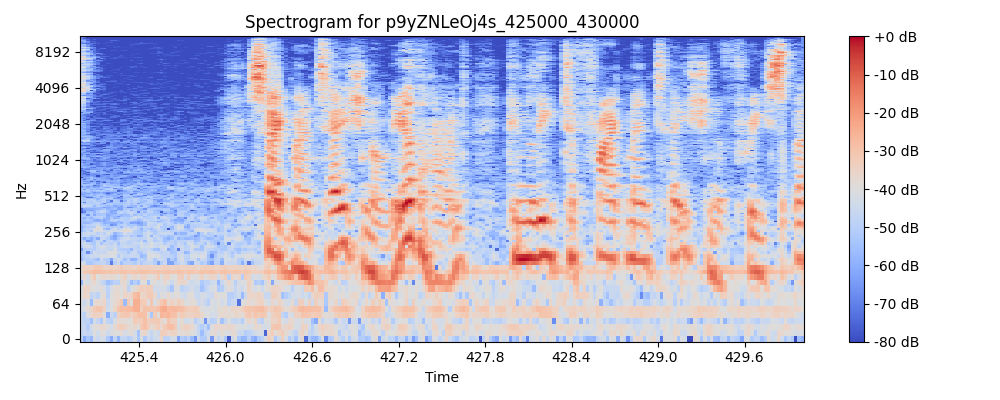 Spectrogram for p9yZNLeOj4s_425000_430000
Hz
8192
4096
2048
1024
512
256
128
64
0
425.4 426.0 426.6 427.2 427.8 428.4 429.0 429.6
Time
+0 dB
-10 dB
-20 dB
-30 dB
-40 dB
-50 dB
-60 dB
-70 dB
-80 dB